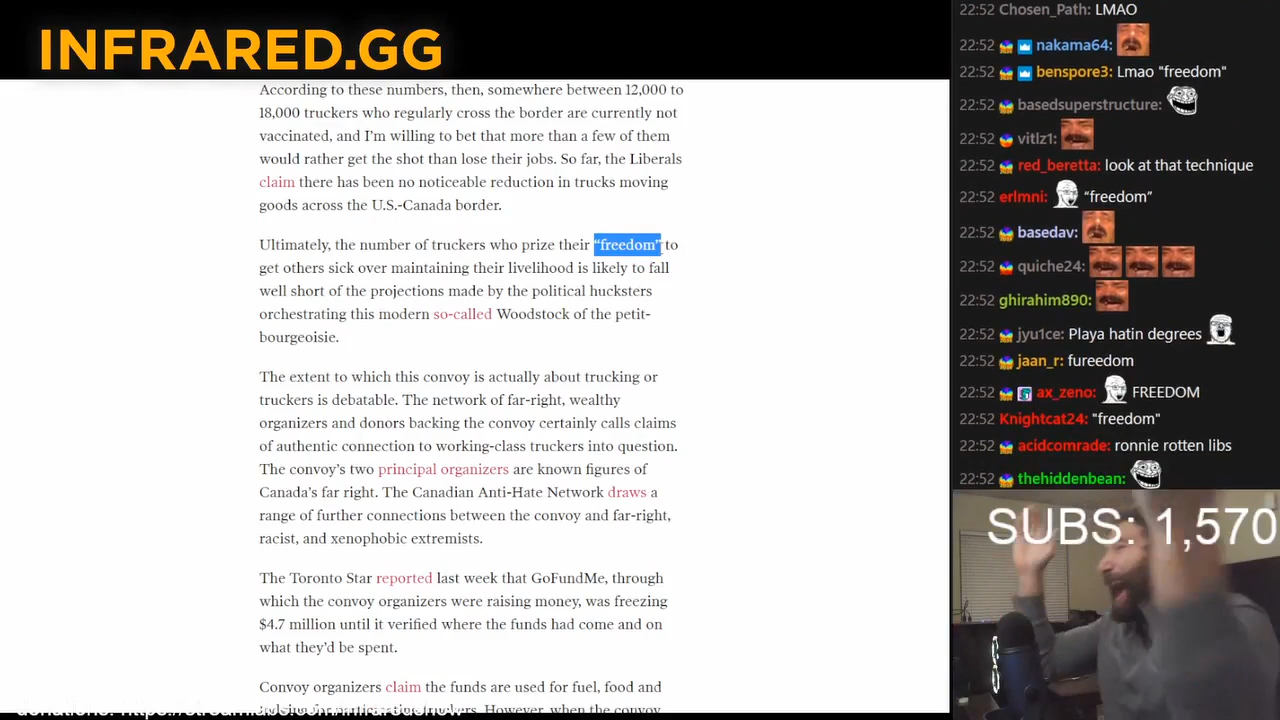 INFRARED.GG
According to these numbers, then, somewhere between 12,000 to
18,000 truckers who regularly cross the border are currently not
vaccinated, and I'm willing to bet that more than a few of them
would rather get the shot than lose their jobs. So far, the Liberals
claim there has been no noticeable reduction in trucks moving
goods across the U.S.-Canada border.
Ultimately, the number of truckers who prize their “freedom” to
get others sick over maintaining their livelihood is likely to fall
well short of the projections made by the political hucksters
orchestrating this modern so-called Woodstock of the petit-
bourgeoisie.
The extent to which this convoy is actually about trucking or
truckers is debatable. The network of far-right, wealthy
organizers and donors backing the convoy certainly calls claims
of authentic connection to working-class truckers into question.
The convoy's two principal organizers are known figures of
Canada's far right. The Canadian Anti-Hate Network draws a
range of further connections between the convoy and far-right,
racist, and xenophobic extremists.
The Toronto Star reported last week that GoFundMe, through
which the convoy organizers were raising money, was freezing
$4.7 million until it verified where the funds had come and on
what they'd be spent.
Convoy organizers claim the funds are used for fuel, food and
However, when the convoy
22:52 Chosen_Path: LMAO
22:52 nakama64:
22:52 benspore3: Lmao “freedom”
22:52 basedsuperstructure:
22:52 vitlz1:
22:52 red_beretta: look at that technique
22:52 erlmni: “freedom”
22:52 basedav:
22:52 quiche24:
22:52 ghirahim890:
22:52 jyu1ce: Playa hatin degrees
22:52 jaan_r: fureedom
22:52 ax_zeno: FREEDOM
22:52 Knightcat24: "freedom"
22:52 acidcomrade: ronnie rotten libs
22:52 thehiddenbean:
SUBS: 1,570